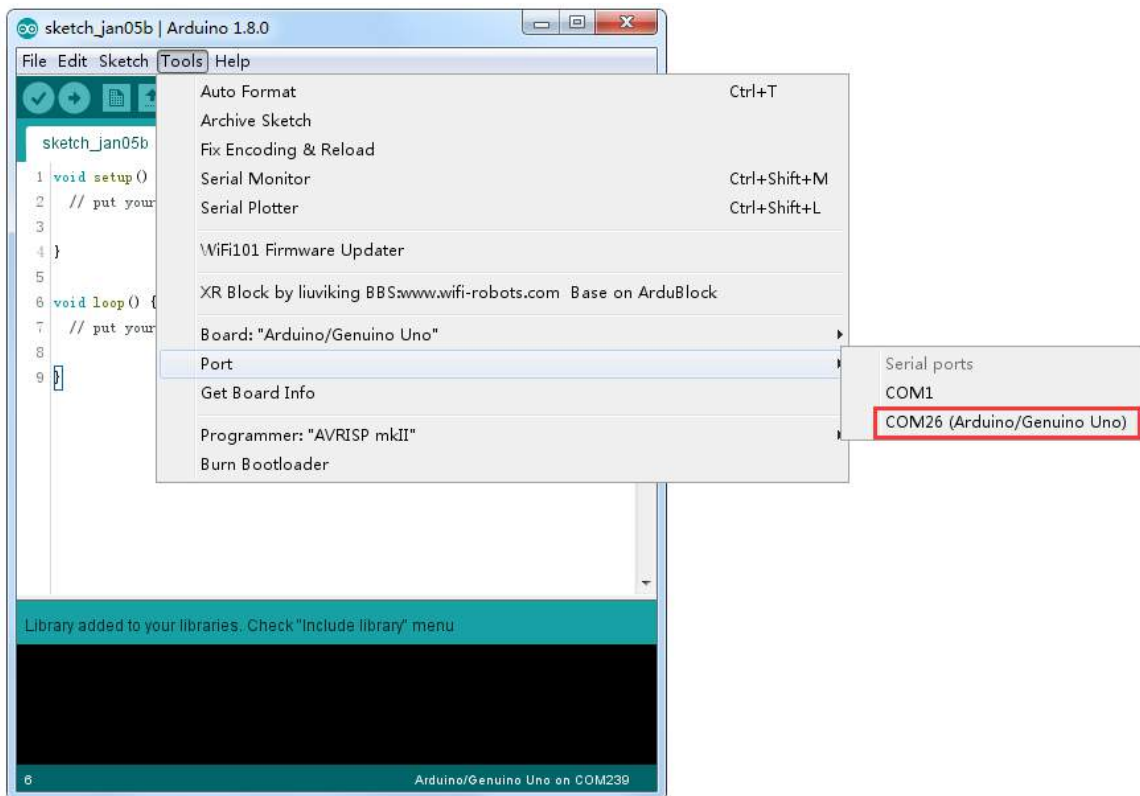 sketch_jan05b | Arduino 1.8.0
File Edit Sketch Tools Help
sketch_jan05b
1 void setup()
2 // put your
3
4 }
5
6 void loop() {
7 // put your
8
9 }
Auto Format Ctrl+T
Archive Sketch
Fix Encoding & Reload
Serial Monitor Ctrl+Shift+M
Serial Plotter Ctrl+Shift+L
WiFi101 Firmware Updater
XR Block by liuviking BBS:www.wifi-robots.com Base on ArduBlock
Board: "Arduino/Genuino Uno"
Port
Get Board Info
Programmer: "AVRISP mkII"
Burn Bootloader
Serial ports
COM1
COM26 (Arduino/Genuino Uno)
Library added to your libraries. Check "Include library" menu
6 Arduino/Genuino Uno on COM239